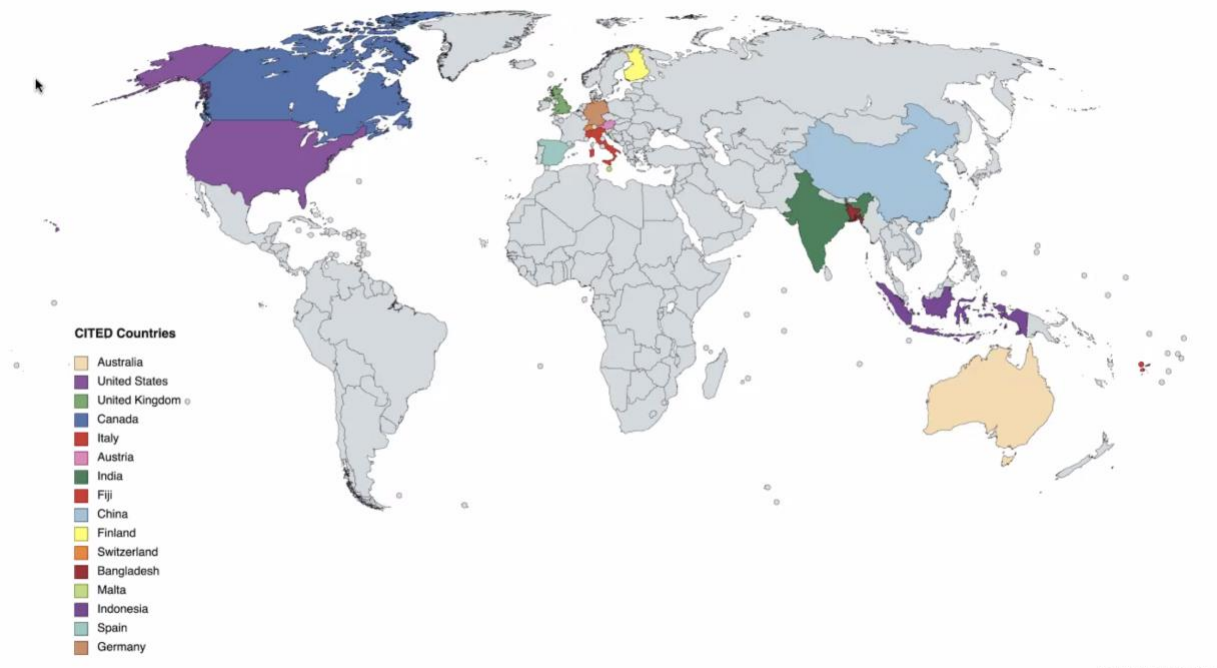 CITED Countries
Australia
United States
United Kingdom
Canada
Italy
Austria
India
Fiji
China
Finland
Switzerland
Bangladesh
Malta
Indonesia
Spain
Germany